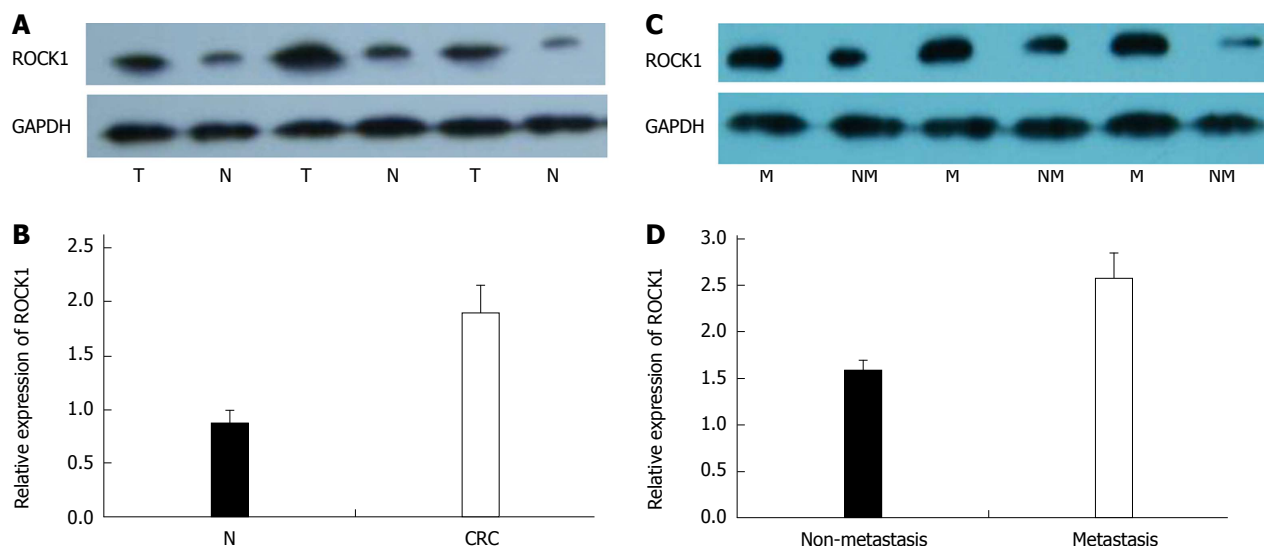 A
ROCK1
GAPDH
T N T N T N
B
Relative expression of ROCK1
2.5
2.0
1.5
1.0
0.5
0.0
N CRC
C
ROCK1
GAPDH
M NM M NM M NM
D
Relative expression of ROCK1
3.0
2.5
2.0
1.5
1.0
0.5
0.0
Non-metastasis Metastasis